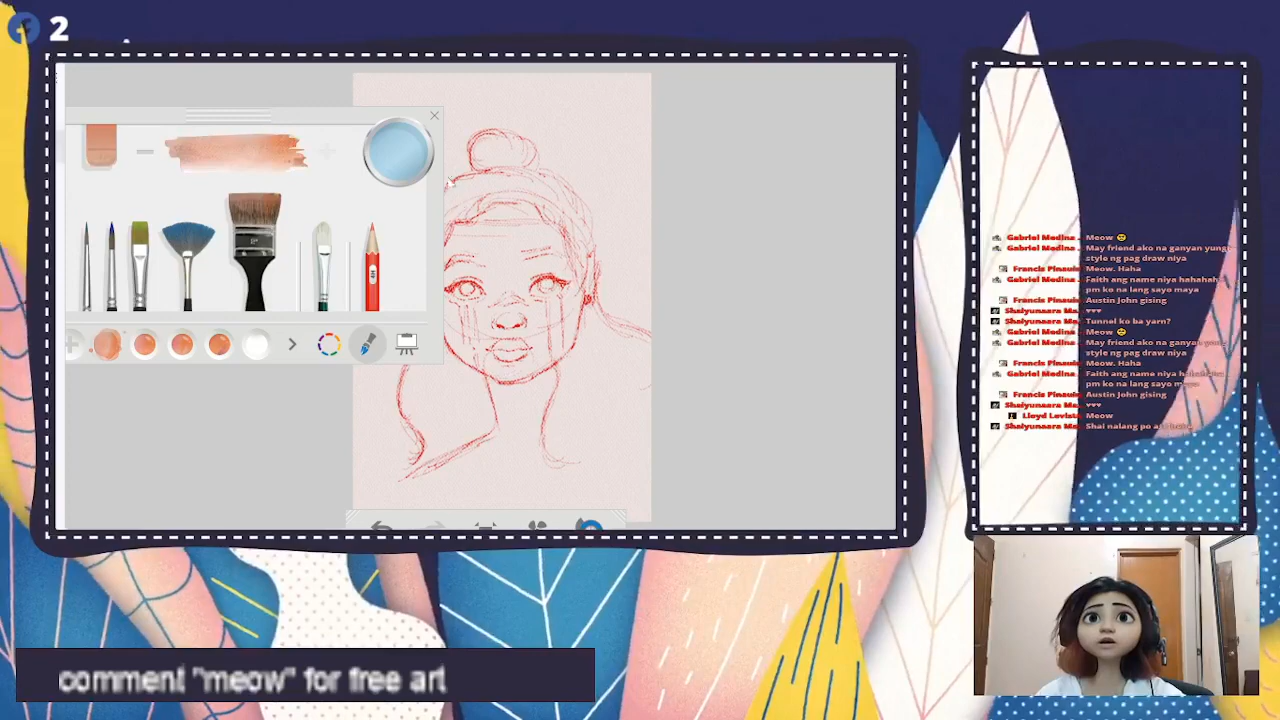 2
Gabriel Medina Meow
Gabriel Medina May friend ako na ganyan yung
style ng pag draw niya
Francis Pinaula Meow. Haha
Gabriel Medina Faith ang name niya hahahah
pm ko na lang sayo maya
Francis Pinaula Austin John gising
Shaiyunaara Ma ♥♥♥
Shaiyunaara Ma Tunnel ko ba yarn?
Gabriel Medina Meow
Gabriel Medina May friend ako na ganyan yung
style ng pag draw niya
Francis Pinaula Meow. Haha
Gabriel Medina Faith ang name niya hahahah
pm ko na lang sayo maya
Francis Pinaula Austin John gising
Shaiyunaara Ma ♥♥♥
Lloyd Levista Meow
Shaiyunaara Ma Shai nalang po
comment "meow" for free art